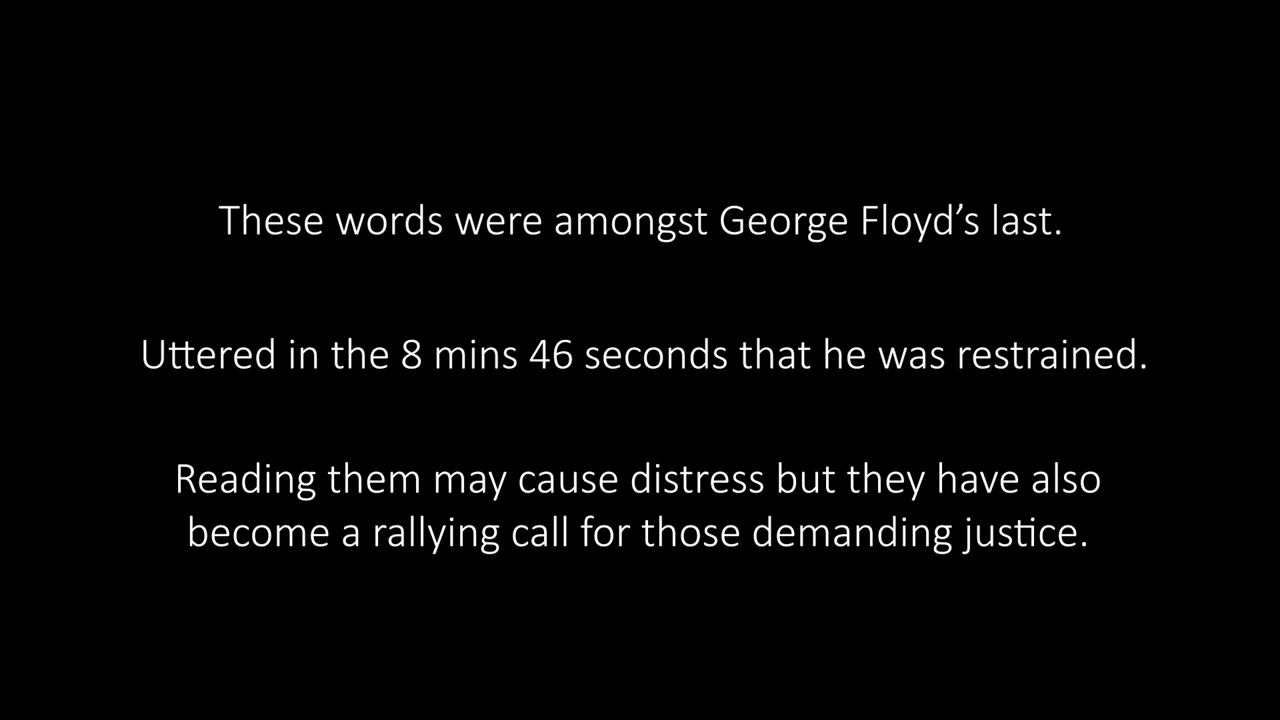 These words were amongst George Floyd’s last.
Uttered in the 8 mins 46 seconds that he was restrained.
Reading them may cause distress but they have also
become a rallying call for those demanding justice.